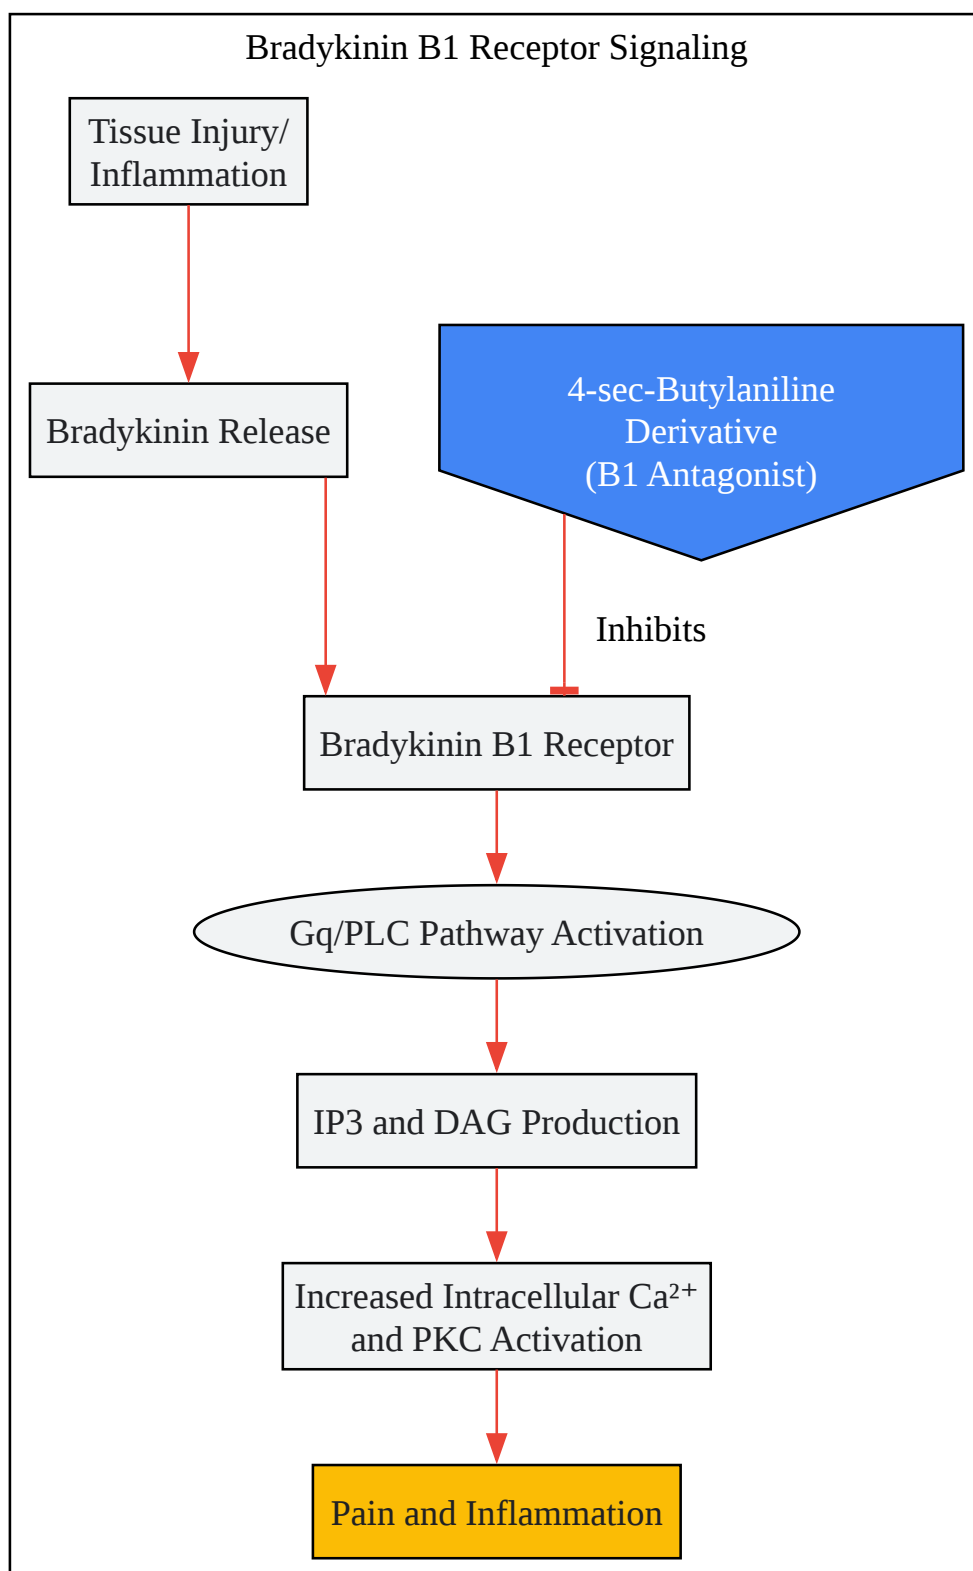 Bradykinin B1 Receptor Signaling
Tissue Injury/
Inflammation
Bradykinin Release
4-sec-Butylaniline
Derivative
(B1 Antagonist)
Inhibits
Bradykinin B1 Receptor
Gq/PLC Pathway Activation
IP3 and DAG Production
Increased Intracellular Ca²⁺
and PKC Activation
Pain and Inflammation